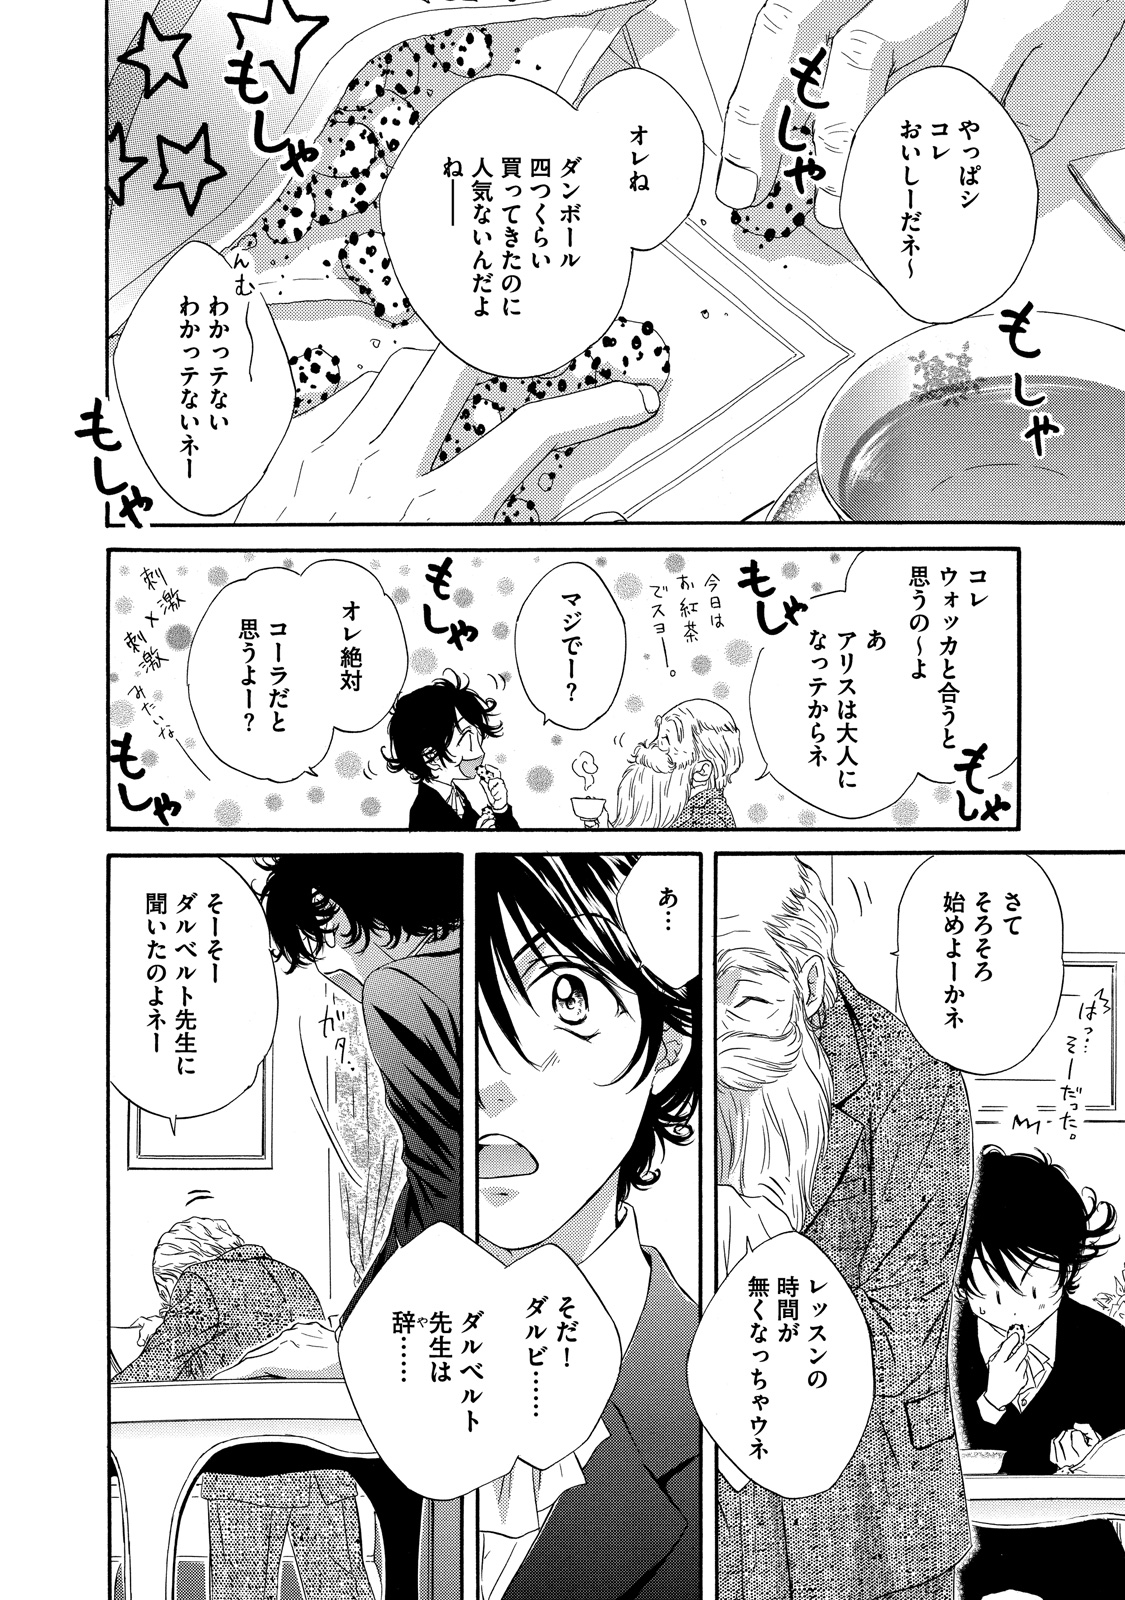 やっぱシ
コレ
おいしーだネ〜
もしゃ
もしゃ
もしゃ
オレね
ダンボール
四つくらい
買ってきたのに
人気ないんだよ
ね──
んむ
わかっテない
わかっテないネー
もしゃ
コレ
ウォッカと合うと
思うの〜よ
あ
アリスは大人に
なっテからネ
もしゃ
もしゃ
今日は
お紅茶
でスヨー。
マジでー?
もしゃ
オレ絶対
コーラだと
思うよー?
刺激×刺激みたいなー
もしゃ
さて
そろそろ
始めよーかネ
はっ…
そーだった。
レッスンの
時間が
無くなっちゃウネ
あ…
そだ!
ダルビ……
ダルベルト
先生は
辞……
や
ガタ…
そーそー
ダルベルト先生に
聞いたのよネー